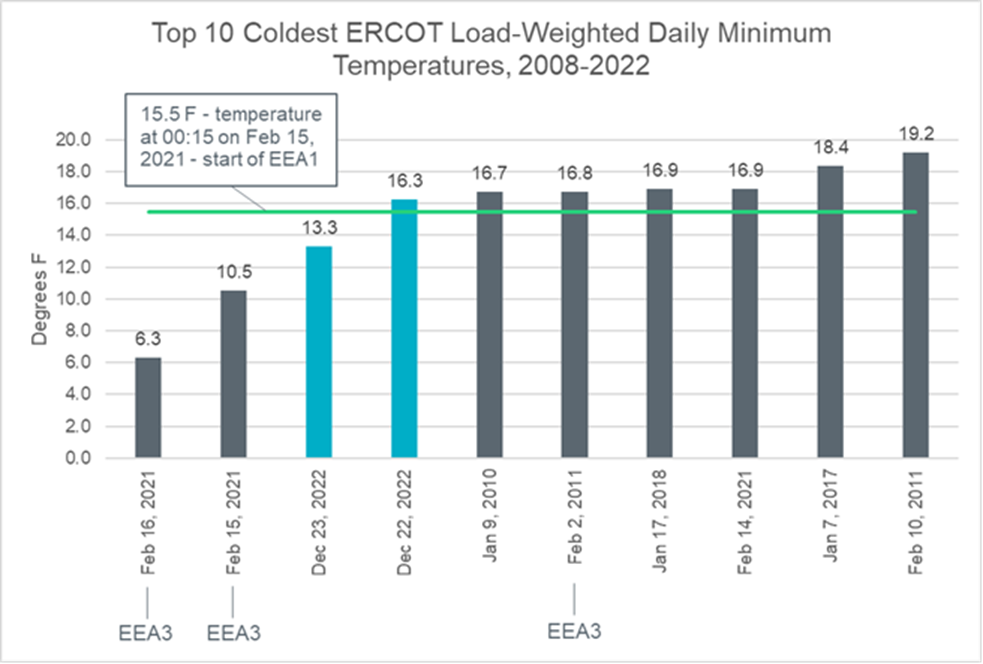 Top 10 Coldest ERCOT Load-Weighted Daily Minimum
Temperatures, 2008-2022
15.5 F - temperature
at 00:15 on Feb 15,
2021 - start of EEA1
Degrees F
20.0
18.0
16.0
14.0
12.0
10.0
8.0
6.0
4.0
2.0
0.0
6.3
10.5
13.3
16.3
16.7
16.8
16.9
16.9
18.4
19.2
Feb 16, 2021
Feb 15, 2021
Dec 23, 2022
Dec 22, 2022
Jan 9, 2010
Feb 2, 2011
Jan 17, 2018
Feb 14, 2021
Jan 7, 2017
Feb 10, 2011
EEA3
EEA3
EEA3